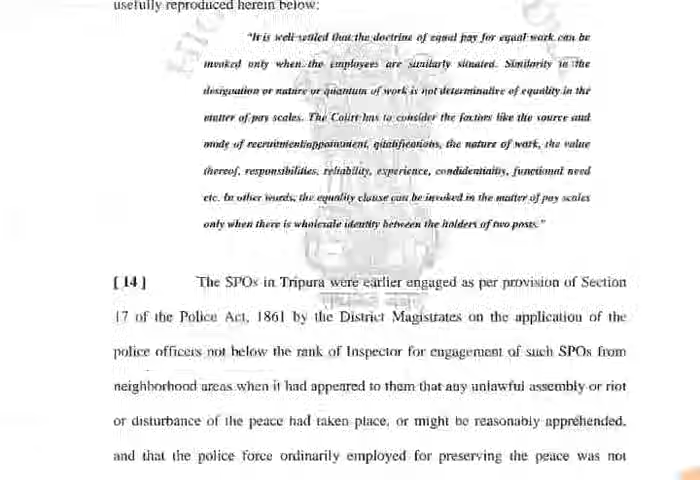 usefully reproduced herein below:
"It is well settled that the doctrine of equal pay for equal work can be
invoked only when the employees are similarly situated. Similarity in the
designation or nature or quantum of work is not determinative of equality in the
matter of pay scales. The Court has to consider the factors like the source and
mode of recruitment/appointment, qualifications, the nature of work, the value
thereof, responsibilities, reliability, experience, confidentiality, functional need
etc. In other words, the equality clause can be invoked in the matter of pay scales
only when there is wholesale identity between the holders of two posts."
[14] The SPOs in Tripura were earlier engaged as per provision of Section
17 of the Police Act, 1861 by the District Magistrates on the application of the
police officers not below the rank of Inspector for engagement of such SPOs from
neighborhood areas when it had appeared to them that any unlawful assembly or riot
or disturbance of the peace had taken place, or might be reasonably apprehended,
and that the police force ordinarily employed for preserving the peace was not